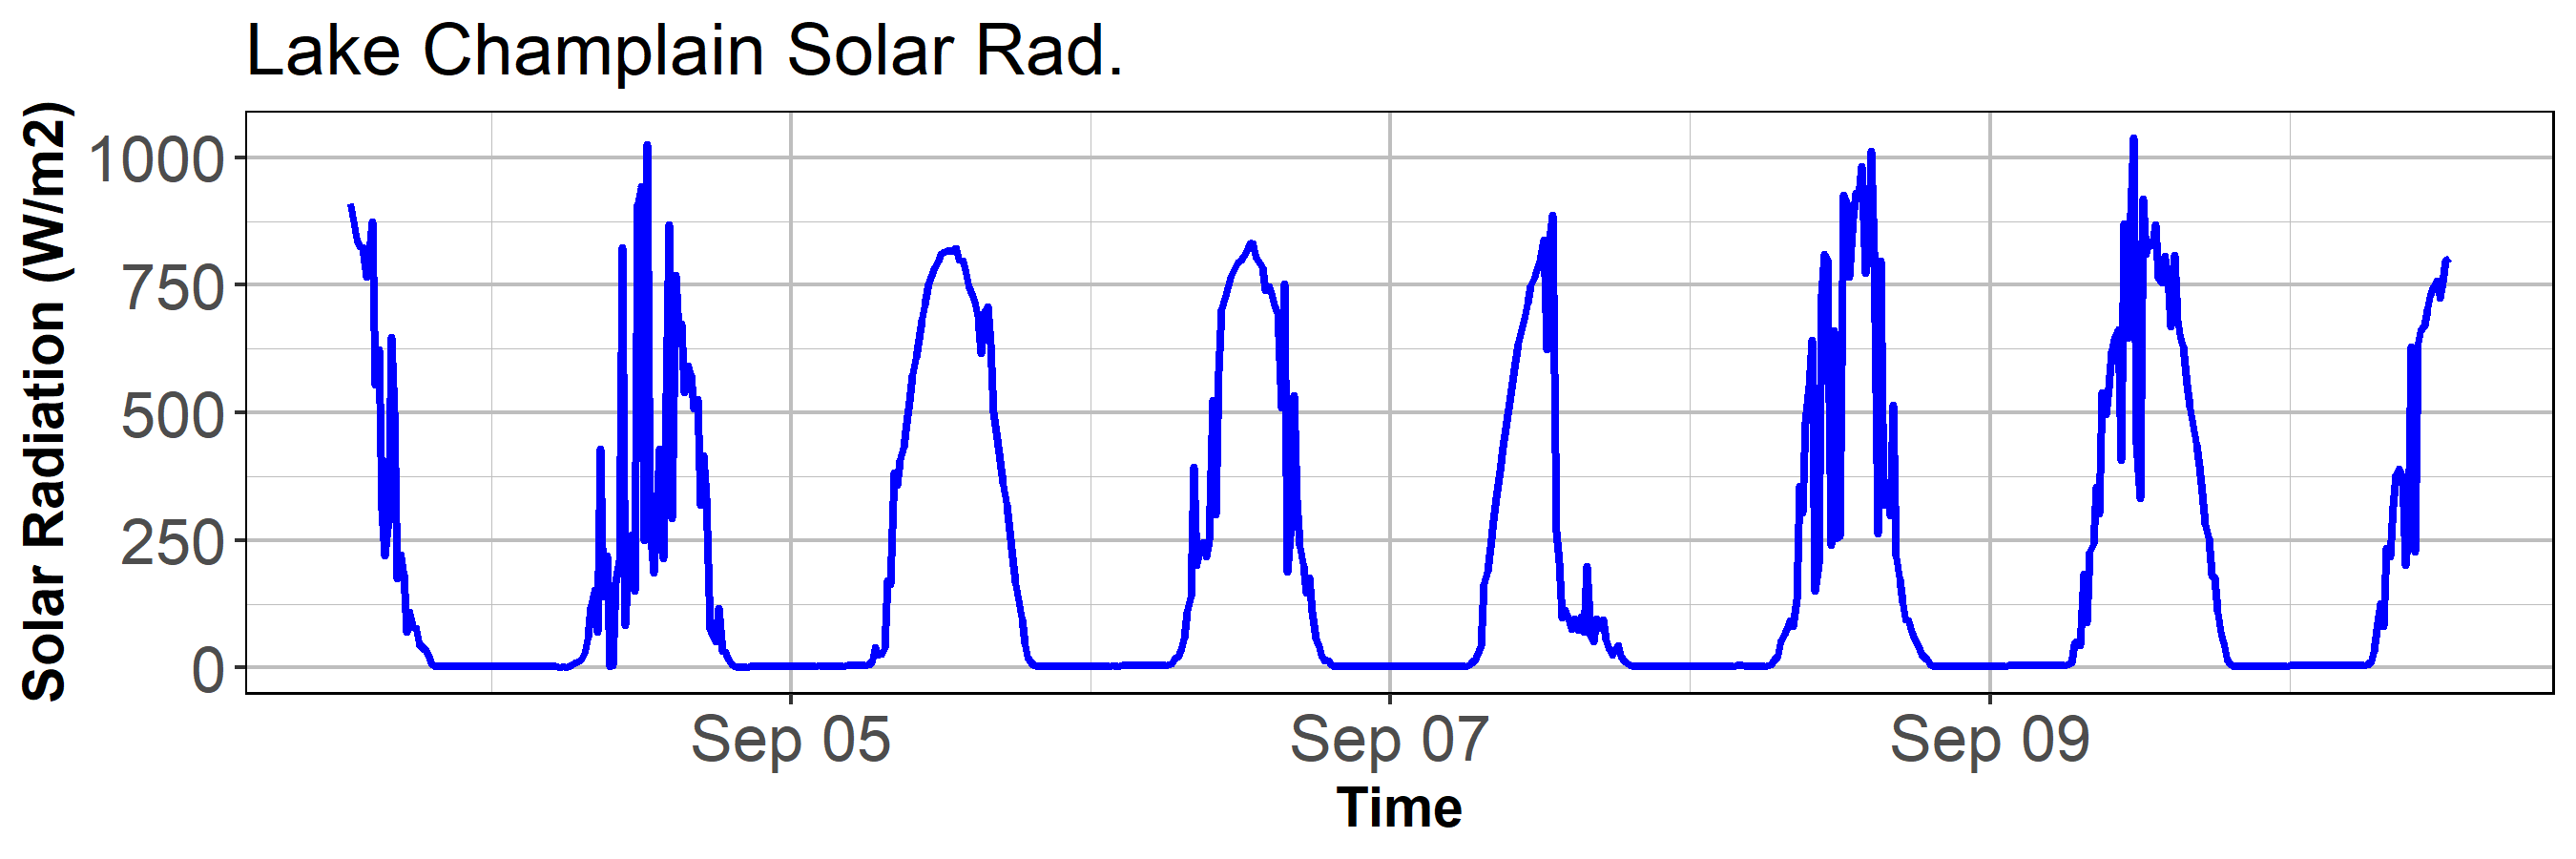 Lake Champlain Solar Rad.
Solar Radiation (W/m2)
1000
750
500
250
0
Sep 05
Sep 07
Sep 09
Time